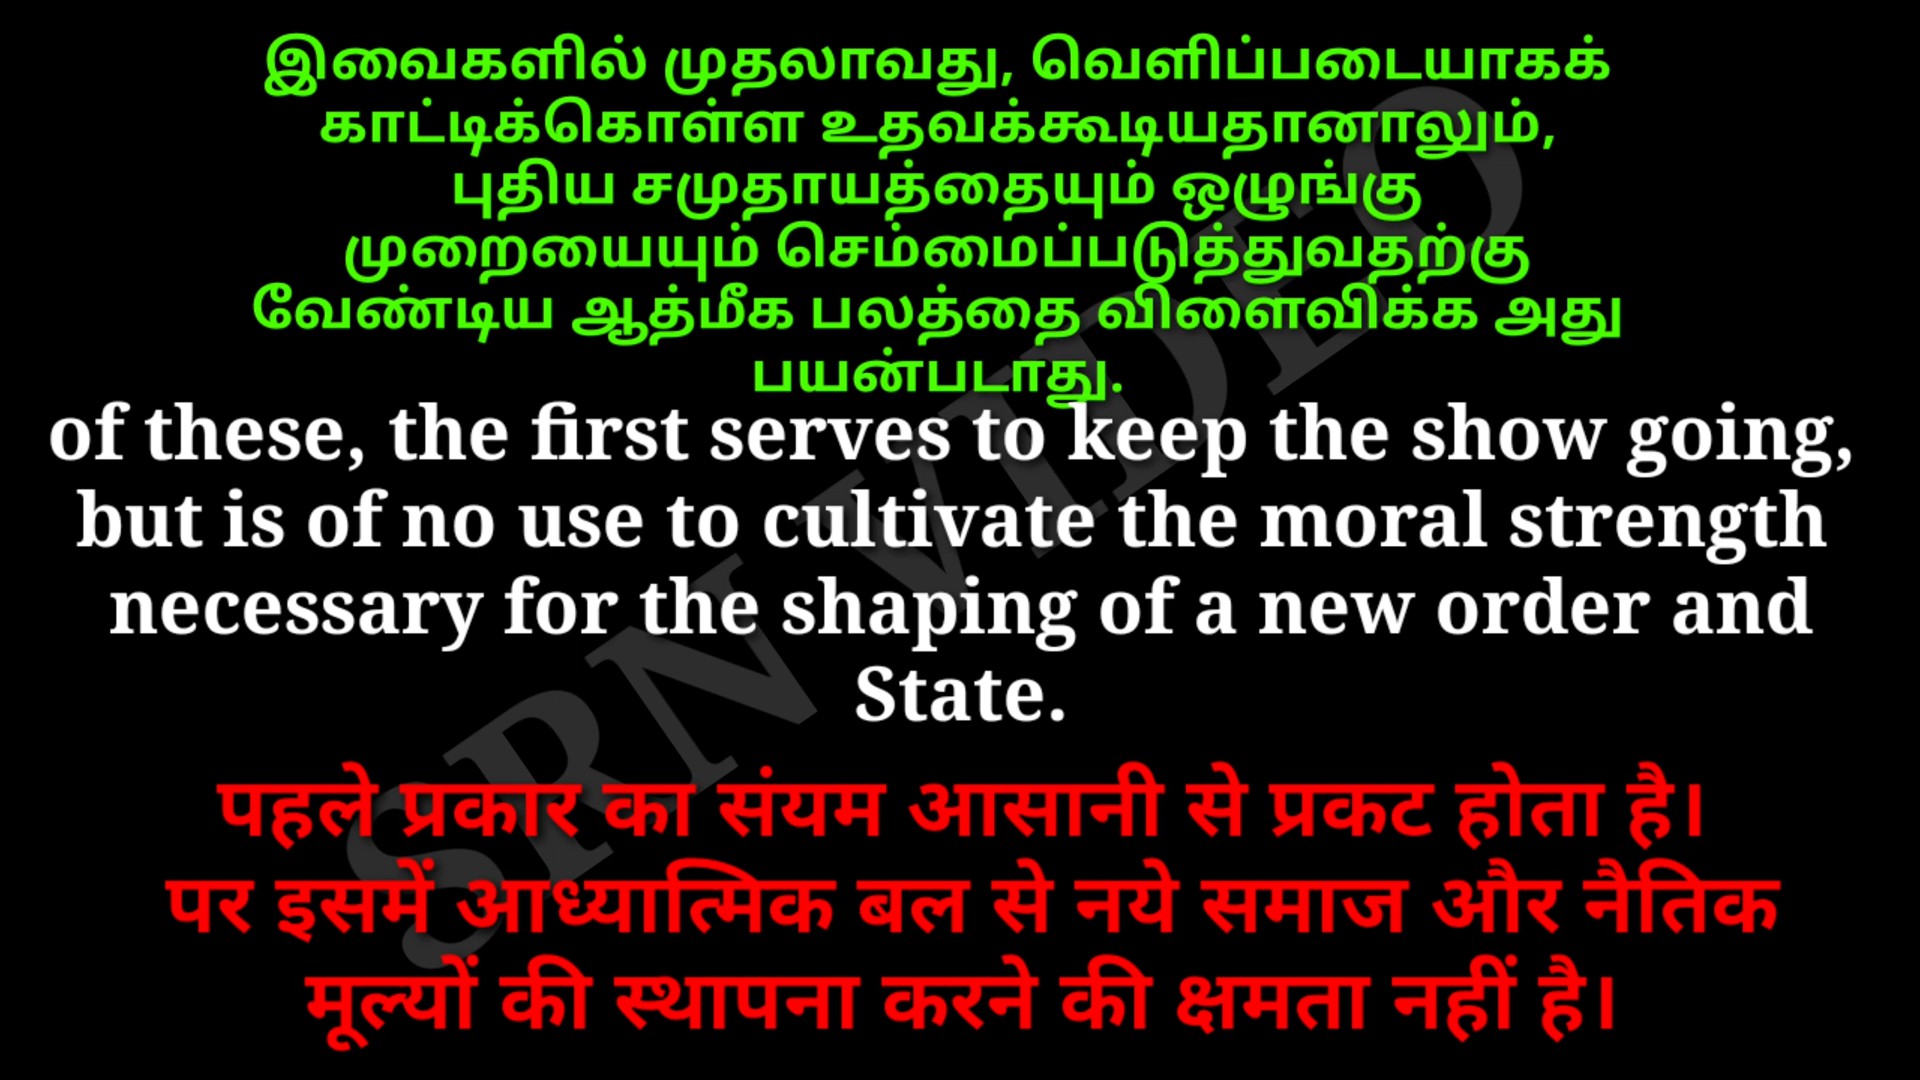 இவைகளில் முதலாவது, வெளிப்படையாகக்
காட்டிக்கொள்ள உதவக்கூடியதானாலும்,
புதிய சமுதாயத்தையும் ஒழுங்கு
முறையையும் செம்மைப்படுத்துவதற்கு
வேண்டிய ஆத்மீக பலத்தை விளைவிக்க அது
பயன்படாது.
of these, the first serves to keep the show going,
but is of no use to cultivate the moral strength
necessary for the shaping of a new order and
State.
पहले प्रकार का संयम आसानी से प्रकट होता है।
पर इसमें आध्यात्मिक बल से नये समाज और नैतिक
मूल्यों की स्थापना करने की क्षमता नहीं है।
SRN VIDEO